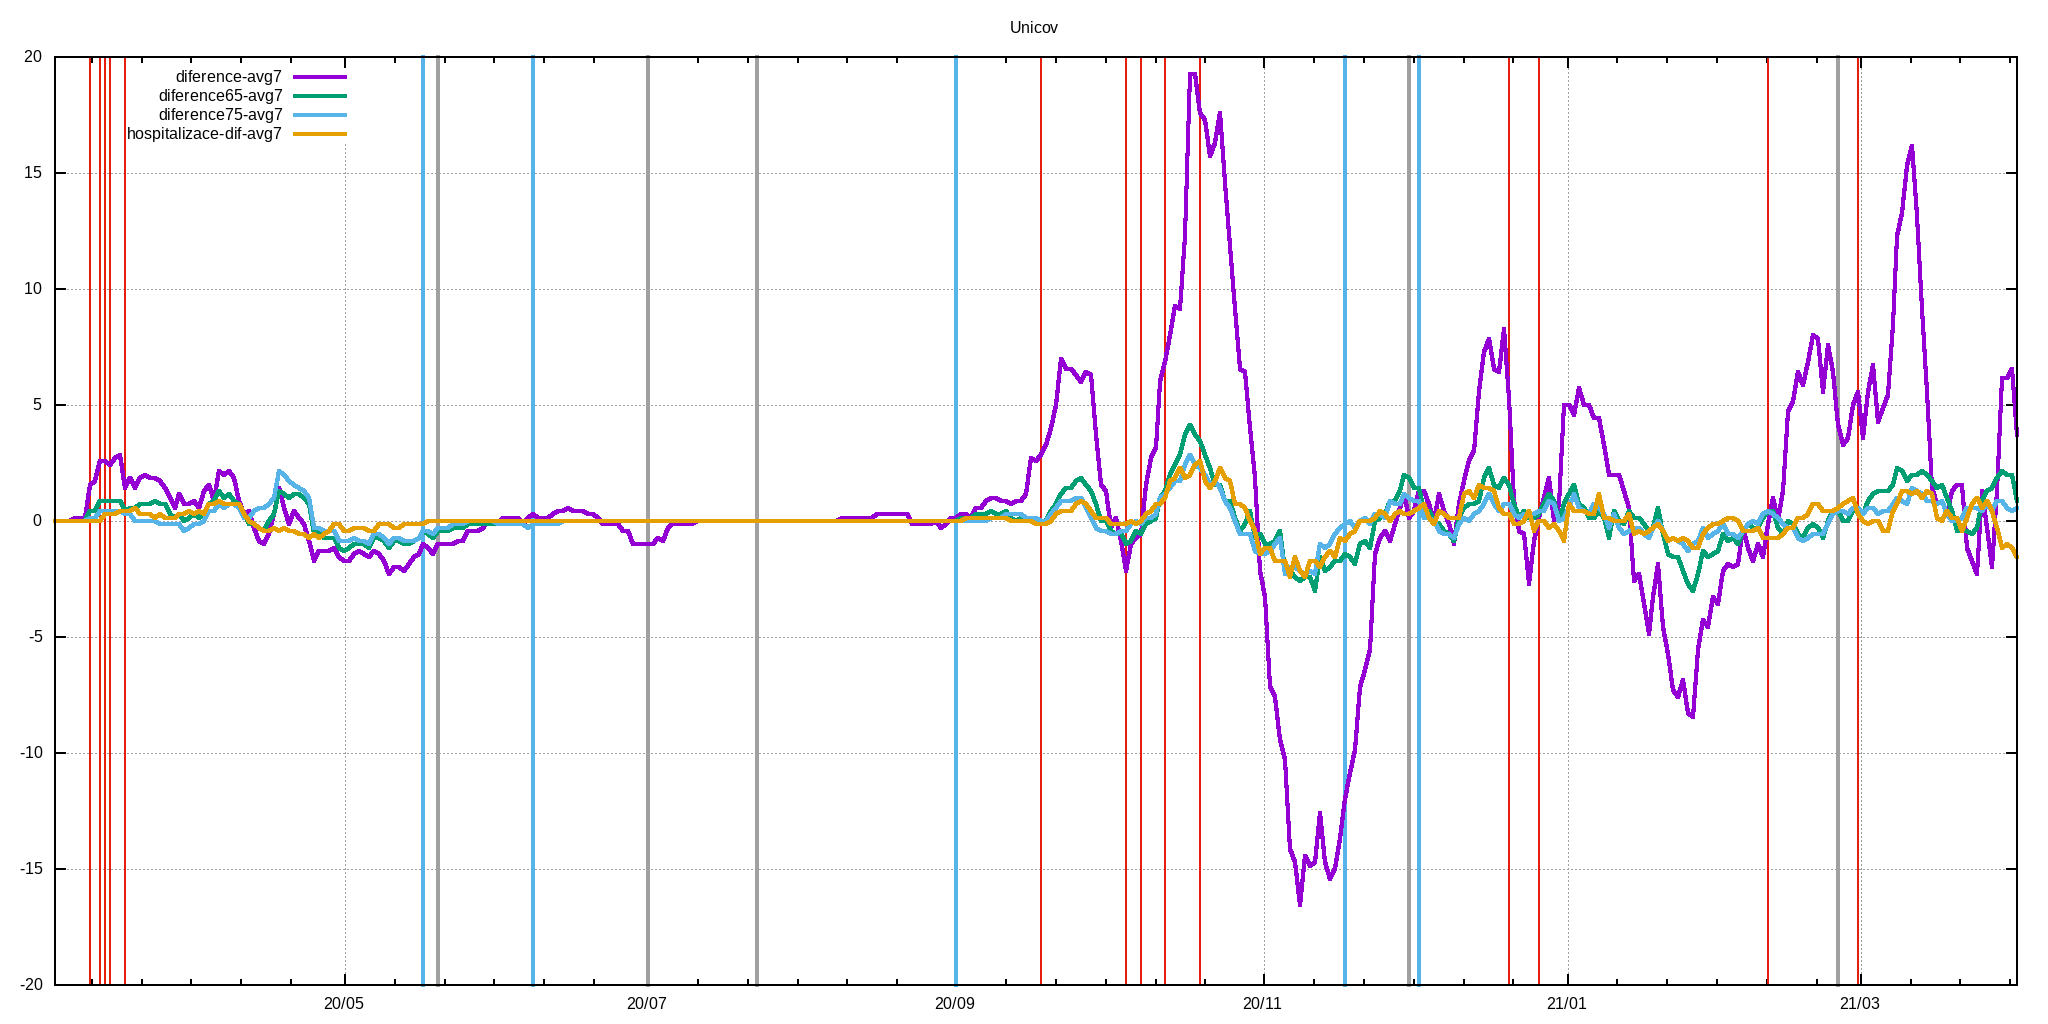 Unicov
diference-avg7
diference65-avg7
diference75-avg7
hospitalizace-dif-avg7
20
15
10
5
0
-5
-10
-15
-20
20/05 20/07 20/09 20/11 21/01 21/03